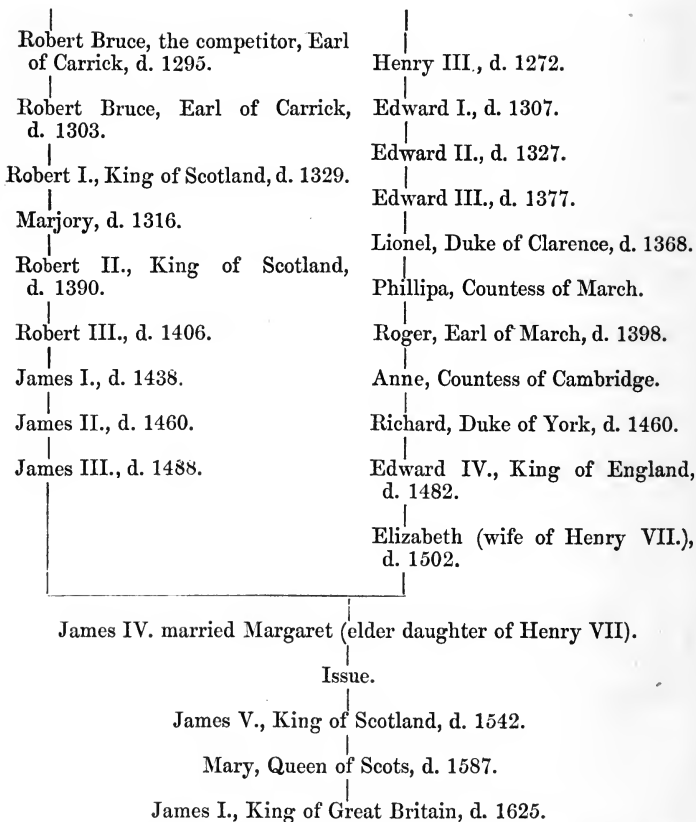 Robert Bruce, the competitor, Earl
of Carrick, d. 1295.
Robert Bruce, Earl of Carrick,
d. 1303.
Robert I., King of Scotland, d. 1329.
Marjory, d. 1316.
Robert II., King of Scotland,
d. 1390.
Robert III., d. 1406.
James I., d. 1438.
James II., d. 1460.
James III., d. 1488.
Henry III., d. 1272.
Edward I., d. 1307.
Edward II., d. 1327.
Edward III., d. 1377.
Lionel, Duke of Clarence, d. 1368.
Phillipa, Countess of March.
Roger, Earl of March, d. 1398.
Anne, Countess of Cambridge.
Richard, Duke of York, d. 1460.
Edward IV., King of England,
d. 1482.
Elizabeth (wife of Henry VII.),
d. 1502.
James IV. married Margaret (elder daughter of Henry VII).
Issue.
James V., King of Scotland, d. 1542.
Mary, Queen of Scots, d. 1587.
James I., King of Great Britain, d. 1625.